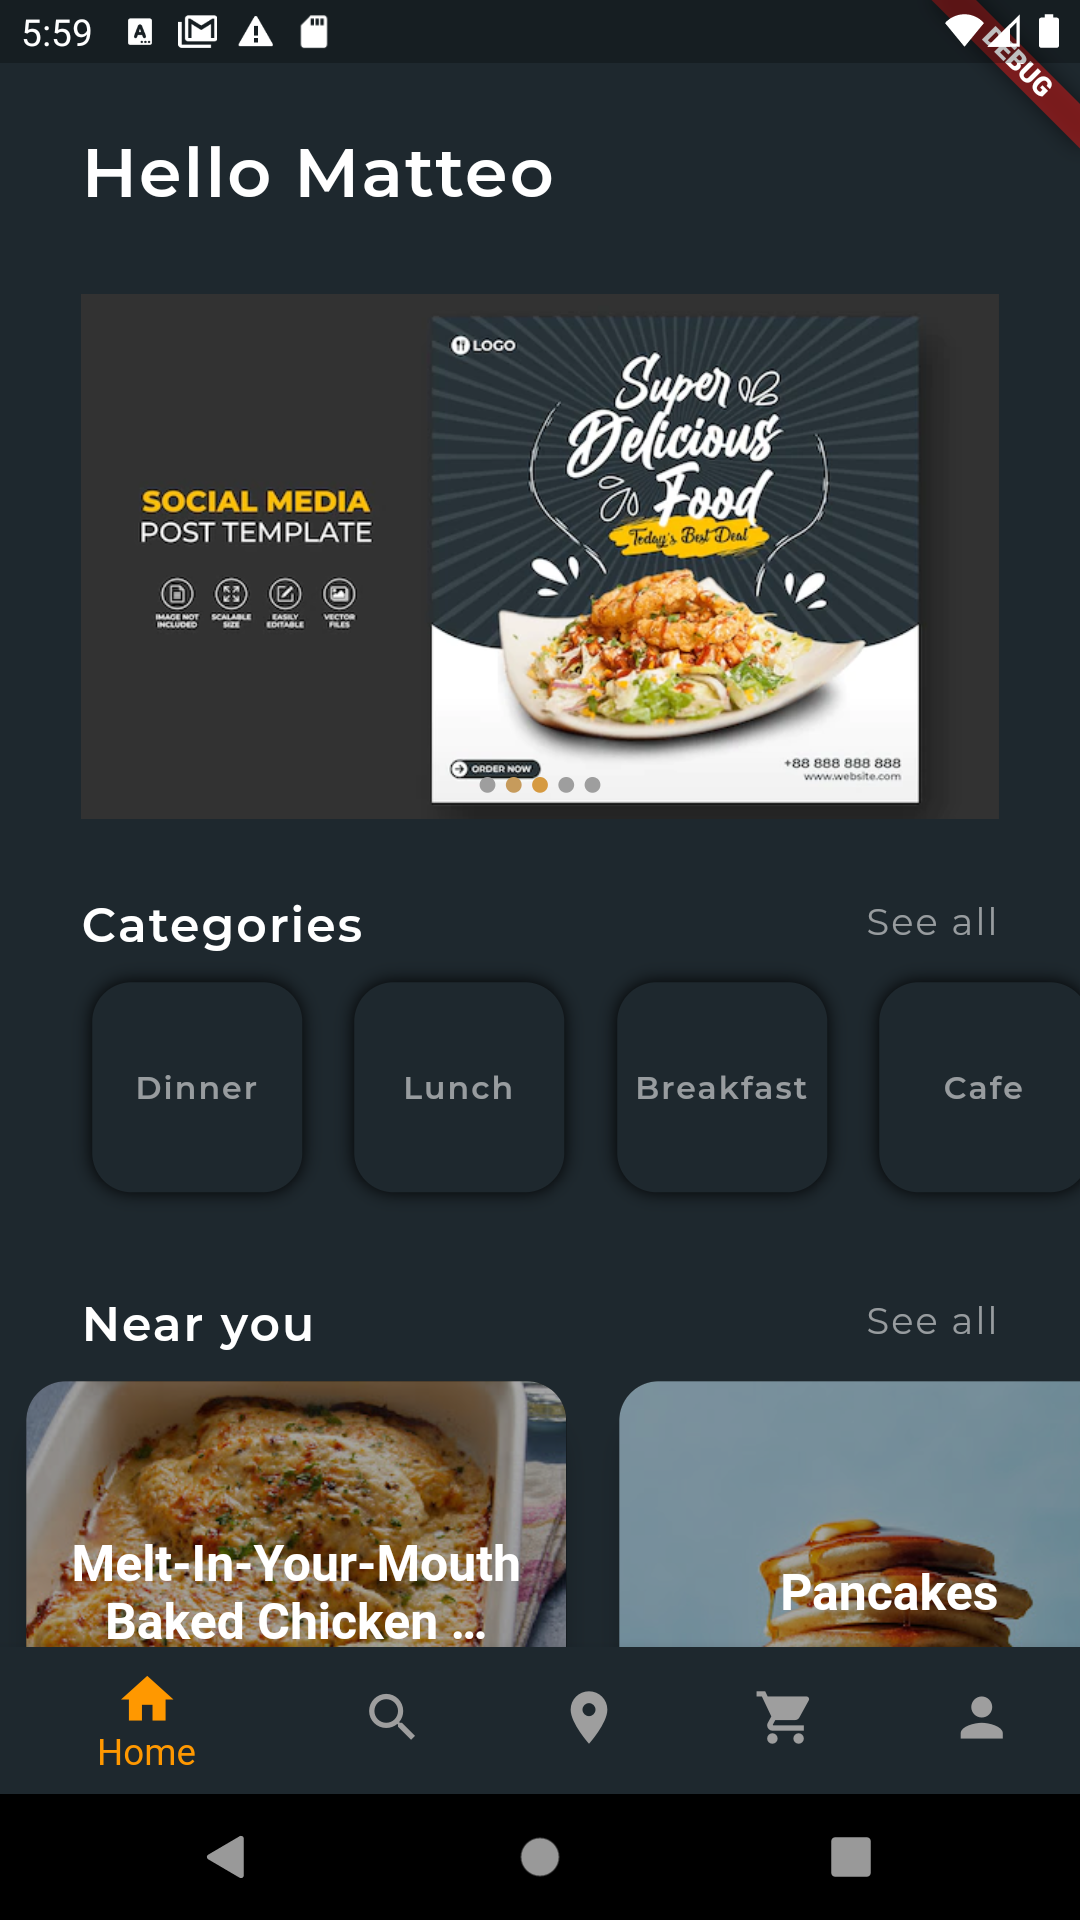 5:59
DEBUG
Hello Matteo
LOGO
Super
Delicious
Food
Today's Best Deal
SOCIAL MEDIA
POST TEMPLATE
IMAGE NOT INCLUDED
SCALABLE SIZE
EASILY EDITABLE
VECTOR FILES
ORDER NOW
+88 888 888 888
www.website.com
Categories See all
Dinner Lunch Breakfast Cafe
Near you See all
Melt-In-Your-Mouth
Baked Chicken ...
Pancakes
Home